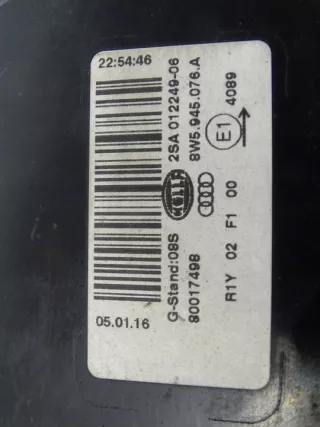 22:54:46
05.01.16
2SA 012249-06
8W5.945.076.A
4089
E1
HELLA
G-Stand:08S
80017498
R1Y 02 F1 00